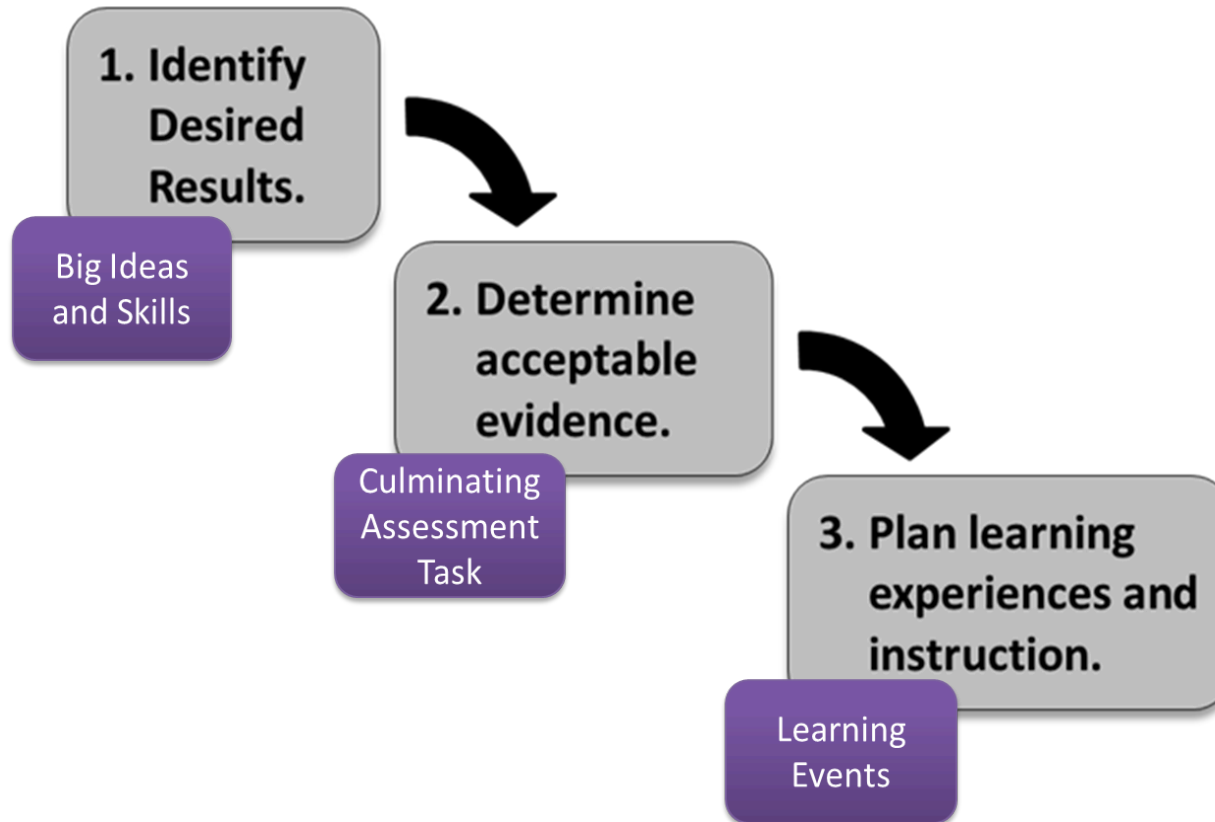 1. Identify
Desired
Results.
Big Ideas
and Skills
2. Determine
acceptable
evidence.
Culminating
Assessment
Task
3. Plan learning
experiences and
instruction.
Learning
Events